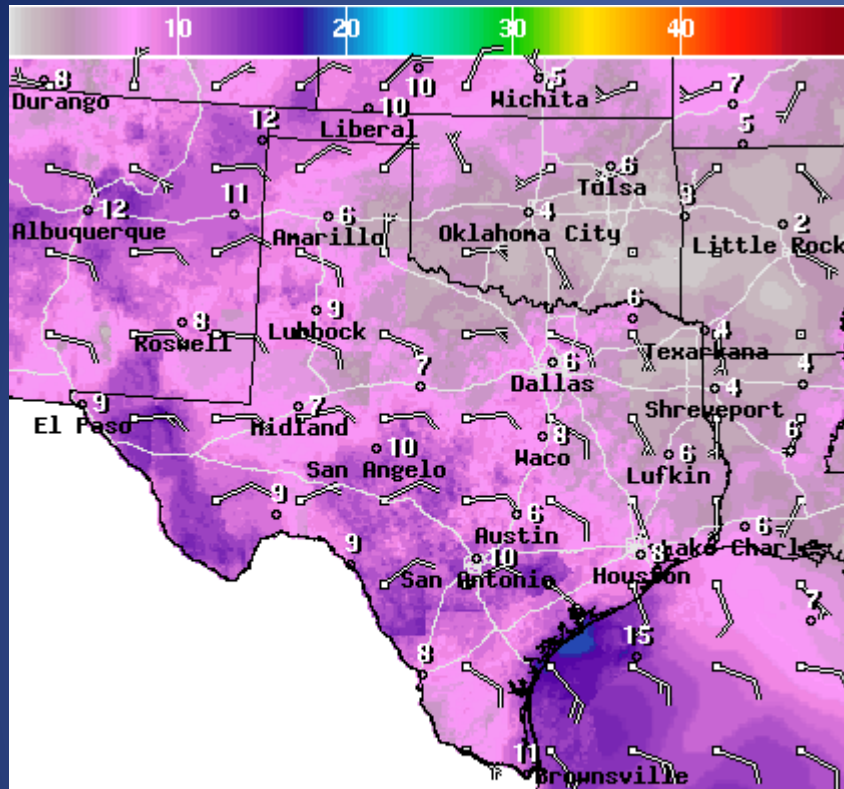 10 20 30 40
8 10 5 7
Durango Wichita
12 10 5
Liberal
6
Tulsa
12 11 6 4 9 2
Albuquerque Amarillo Oklahoma City Little Rock
8 9 6 4
Roswell Lubbock Texarkana
7 6 4 4
Dallas
9 7 Shreveport
El Paso Midland
10 8 6 6
San Angelo Waco Lufkin
9 6 6
Austin Lake Charles
9 10 8
San Antonio Houston
7
15
8
11
Brownsville